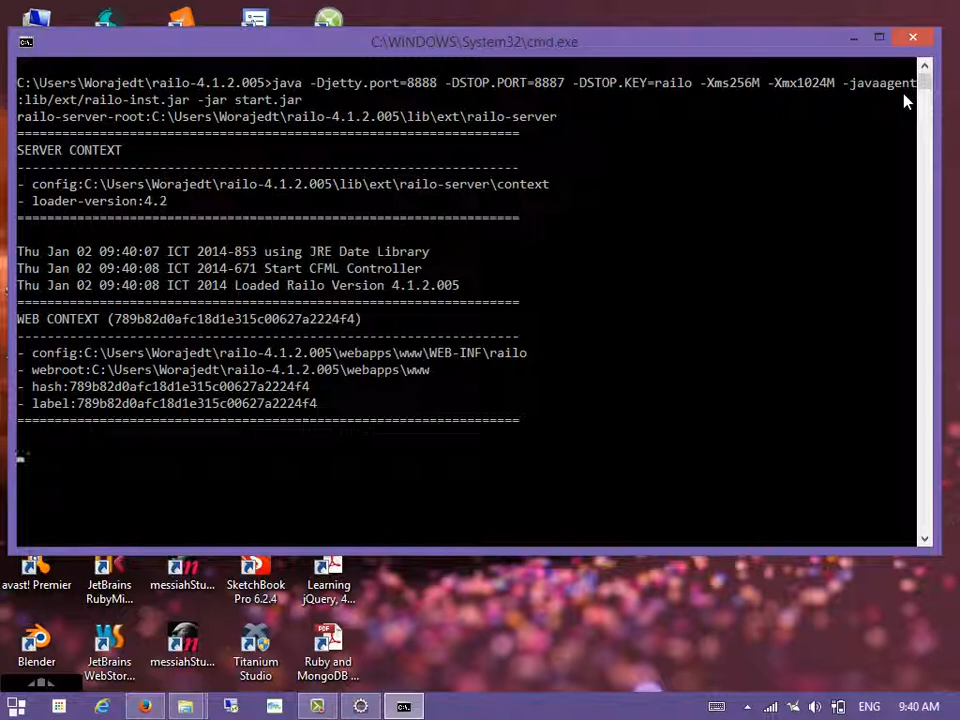 C:\WINDOWS\System32\cmd.exe
C:\Users\Worajedt\railo-4.1.2.005>java -Djetty.port=8888 -DSTOP.PORT=8887 -DSTOP.KEY=railo -Xms256M -Xmx1024M -javaagent
:lib/ext/railo-inst.jar -jar start.jar
railo-server-root:C:\Users\Worajedt\railo-4.1.2.005\lib\ext\railo-server
===================================================================
SERVER CONTEXT
-------------------------------------------------------------------
- config:C:\Users\Worajedt\railo-4.1.2.005\lib\ext\railo-server\context
- loader-version:4.2
===================================================================
Thu Jan 02 09:40:07 ICT 2014-853 using JRE Date Library
Thu Jan 02 09:40:08 ICT 2014-671 Start CFML Controller
Thu Jan 02 09:40:08 ICT 2014 Loaded Railo Version 4.1.2.005
===================================================================
WEB CONTEXT (789b82d0afc18d1e315c00627a2224f4)
-------------------------------------------------------------------
- config:C:\Users\Worajedt\railo-4.1.2.005\webapps\www\WEB-INF\railo
- webroot:C:\Users\Worajedt\railo-4.1.2.005\webapps\www
- hash:789b82d0afc18d1e315c00627a2224f4
- label:789b82d0afc18d1e315c00627a2224f4
===================================================================
avast! Premier
JetBrains
RubyMi...
messiahStu...
SketchBook
Pro 6.2.4
Learning
jQuery, 4...
Blender
JetBrains
WebStor...
messiahStu...
Titanium
Studio
Ruby and
MongoDB ...
ENG
9:40 AM